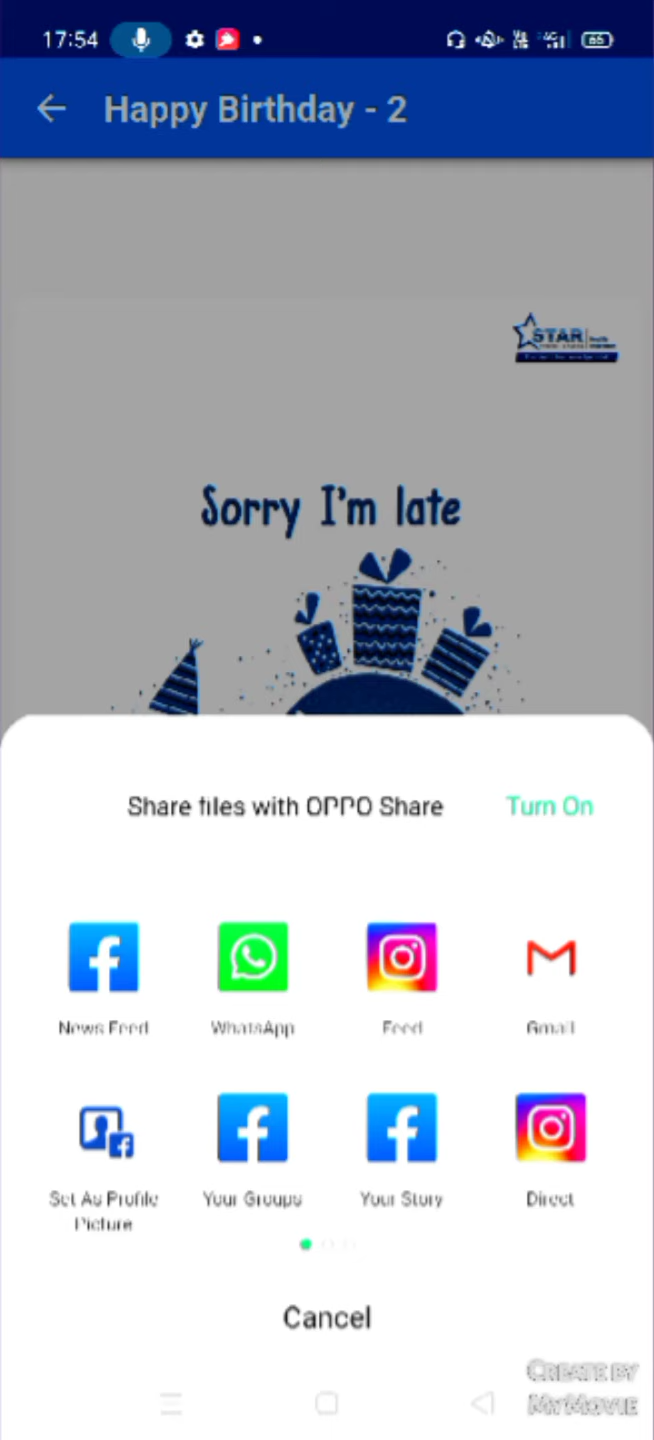 17:54
65
Happy Birthday - 2
STAR
Sorry I'm late
Share files with OPPO Share
Turn On
News Feed
WhatsApp
Feed
Gmail
Set As Profile
Picture
Your Groups
Your Story
Direct
Cancel
CREATE BY
MYMOVIE